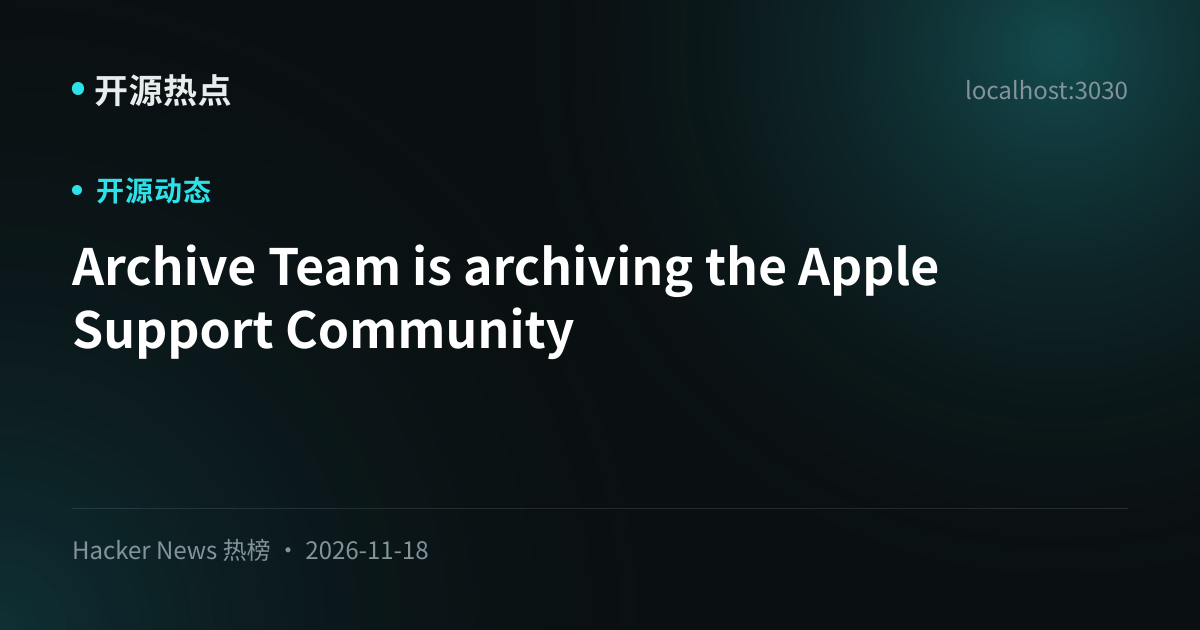 开源热点
localhost:3030
开源动态
Archive Team is archiving the Apple
Support Community
Hacker News 热榜 · 2026-11-18